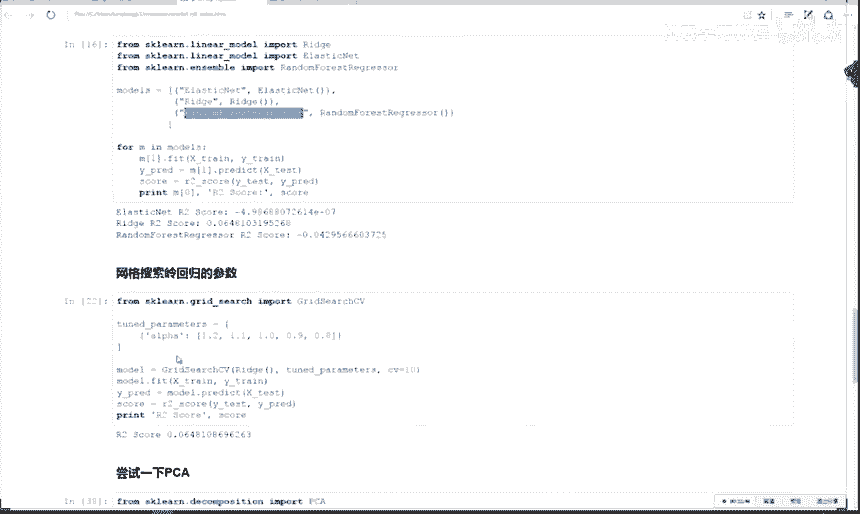 In [16]:
from sklearn.linear_model import Ridge
from sklearn.linear_model import ElasticNet
from sklearn.ensemble import RandomForestRegressor
models = [("ElasticNet", ElasticNet()),
("Ridge", Ridge()),
(" ", RandomForestRegressor())
]
for m in models:
m[1].fit(X_train, y_train)
y_pred = m[1].predict(X_test)
score = r2_score(y_test, y_pred)
print m[0], 'R2 Score:', score
ElasticNet R2 Score: -4.98688072614e-07
Ridge R2 Score: 0.0648103195268
RandomForestRegressor R2 Score: -0.0429566603725
网格搜索岭回归的参数
In [22]:
from sklearn.grid_search import GridSearchCV
tuned_parameters = [
{'alpha': [1.2, 1.1, 1.0, 0.9, 0.8]}
]
model = GridSearchCV(Ridge(), tuned_parameters, cv=10)
model.fit(X_train, y_train)
y_pred = model.predict(X_test)
score = r2_score(y_test, y_pred)
print 'R2 Score', score
R2 Score 0.0648108696263
尝试一下PCA
In [38]:
from sklearn.decomposition import PCA